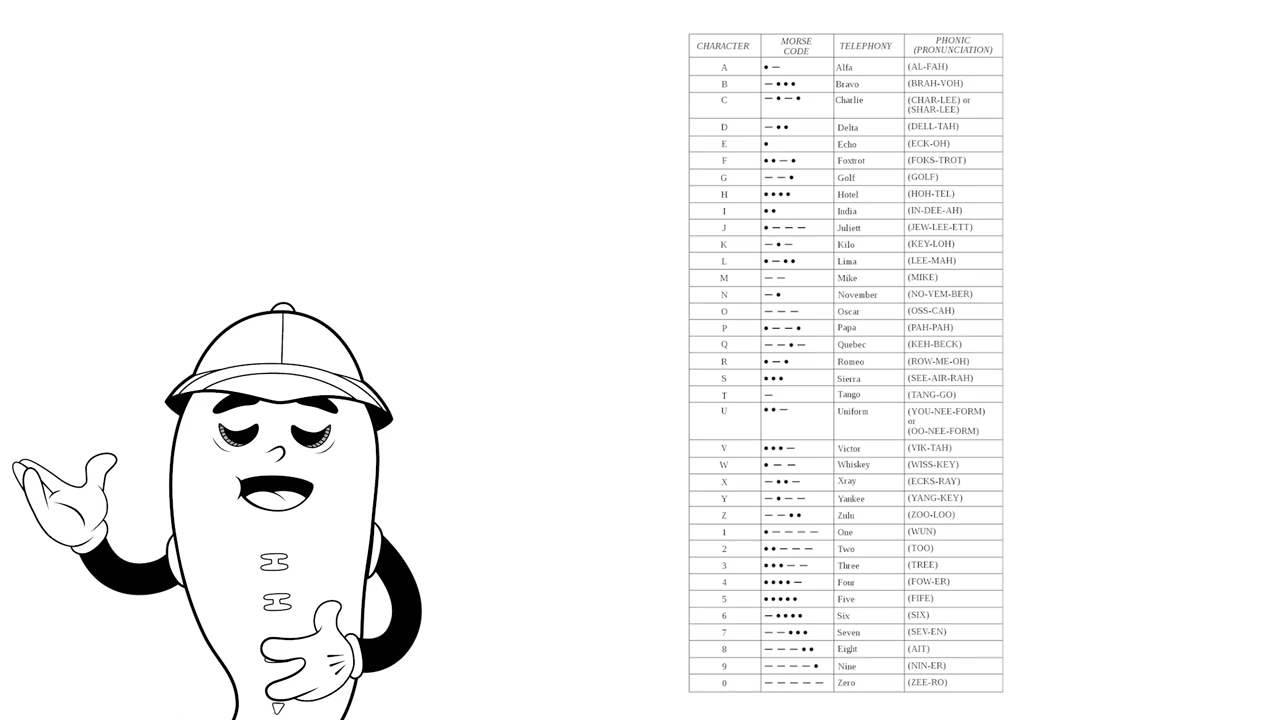 CHARACTER MORSE CODE TELEPHONY PHONIC (PRONUNCIATION)
A •— Alfa (AL-FAH)
B —••• Bravo (BRAH-VOH)
C —•—• Charlie (CHAR-LEE) or
(SHAR-LEE)
D —•• Delta (DELL-TAH)
E • Echo (ECK-OH)
F ••—• Foxtrot (FOKS-TROT)
G ——• Golf (GOLF)
H •••• Hotel (HOH-TEL)
I •• India (IN-DEE-AH)
J •——— Juliett (JEW-LEE-ETT)
K —•— Kilo (KEY-LOH)
L •—•• Lima (LEE-MAH)
M —— Mike (MIKE)
N —• November (NO-VEM-BER)
O ——— Oscar (OSS-CAH)
P •——• Papa (PAH-PAH)
Q ——•— Quebec (KEH-BECK)
R •—• Romeo (ROW-ME-OH)
S ••• Sierra (SEE-AIR-RAH)
T — Tango (TANG-GO)
U ••— Uniform (YOU-NEE-FORM)
or
(OO-NEE-FORM)
V •••— Victor (VIK-TAH)
W •—— Whiskey (WISS-KEY)
X —••— Xray (ECKS-RAY)
Y —•—— Yankee (YANG-KEY)
Z ——•• Zulu (ZOO-LOO)
1 •———— One (WUN)
2 ••——— Two (TOO)
3 •••—— Three (TREE)
4 ••••— Four (FOW-ER)
5 ••••• Five (FIFE)
6 —•••• Six (SIX)
7 ——••• Seven (SEV-EN)
8 ———•• Eight (AIT)
9 ————• Nine (NIN-ER)
0 ————— Zero (ZEE-RO)